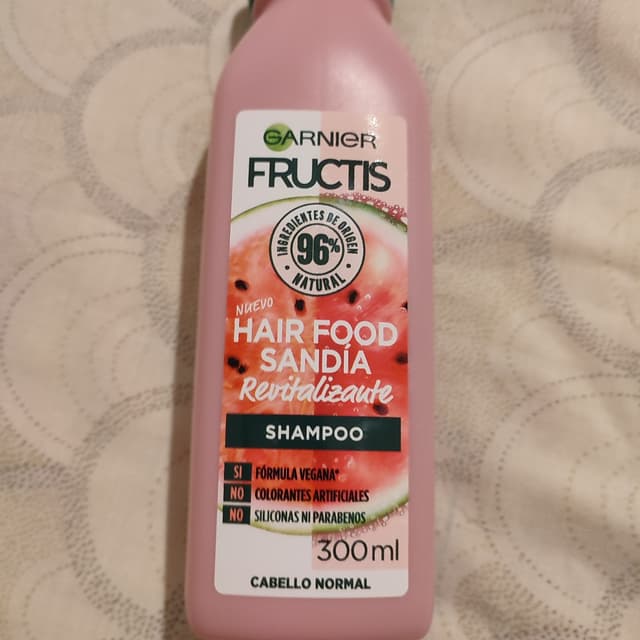 GARNIER
FRUCTIS
INGREDIENTES DE ORIGEN
96%
NATURAL
NUEVO
HAIR FOOD
SANDÍA
Revitalizante
SHAMPOO
SI FÓRMULA VEGANA*
NO COLORANTES ARTIFICIALES
NO SILICONAS NI PARABENOS
300ml
CABELLO NORMAL